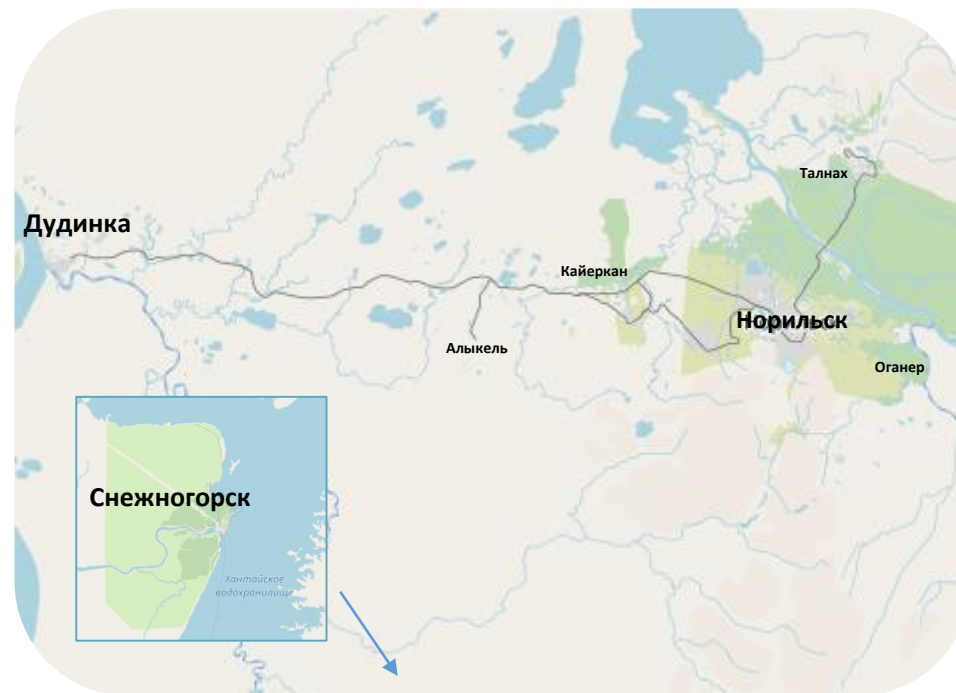 Талнах
Дудинка
Кайеркан
Норильск
Алыкель
Оганер
Снежногорск
Хантайское
водохранилище